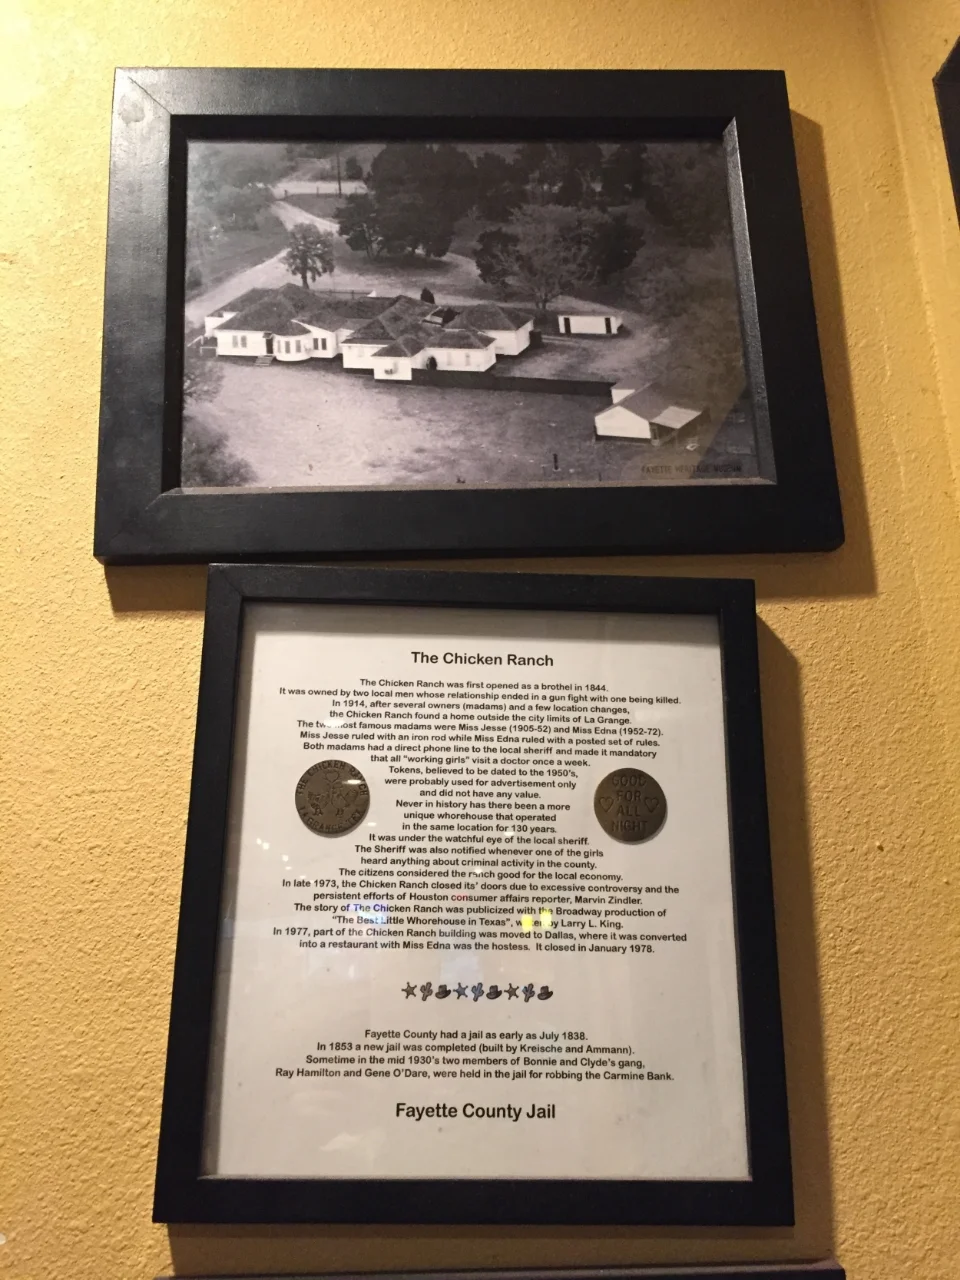 FAYETTE HERITAGE MUSEUM
The Chicken Ranch
The Chicken Ranch was first opened as a brothel in 1844.
It was owned by two local men whose relationship ended in a gun fight with one being killed.
In 1914, after several owners (madams) and a few location changes,
the Chicken Ranch found a home outside the city limits of La Grange.
The two most famous madams were Miss Jesse (1905-52) and Miss Edna (1952-72).
Miss Jesse ruled with an iron rod while Miss Edna ruled with a posted set of rules.
Both madams had a direct phone line to the local sheriff and made it mandatory
that all "working girls" visit a doctor once a week.
Tokens, believed to be dated to the 1950's,
were probably used for advertisement only
and did not have any value.
Never in history has there been a more
unique whorehouse that operated
in the same location for 130 years.
THE CHICKEN RANCH
LA GRANGE, TEX
GOOD
FOR
ALL
NIGHT
It was under the watchful eye of the local sheriff.
The Sheriff was also notified whenever one of the girls
heard anything about criminal activity in the county.
The citizens considered the ranch good for the local economy.
In late 1973, the Chicken Ranch closed its' doors due to excessive controversy and the
persistent efforts of Houston consumer affairs reporter, Marvin Zindler.
The story of The Chicken Ranch was publicized with the Broadway production of
"The Best Little Whorehouse in Texas", by Larry L. King.
In 1977, part of the Chicken Ranch building was moved to Dallas, where it was converted
into a restaurant with Miss Edna was the hostess. It closed in January 1978.
Fayette County had a jail as early as July 1838.
In 1853 a new jail was completed (built by Kreische and Ammann).
Sometime in the mid 1930's two members of Bonnie and Clyde's gang,
Ray Hamilton and Gene O'Dare, were held in the jail for robbing the Carmine Bank.
Fayette County Jail